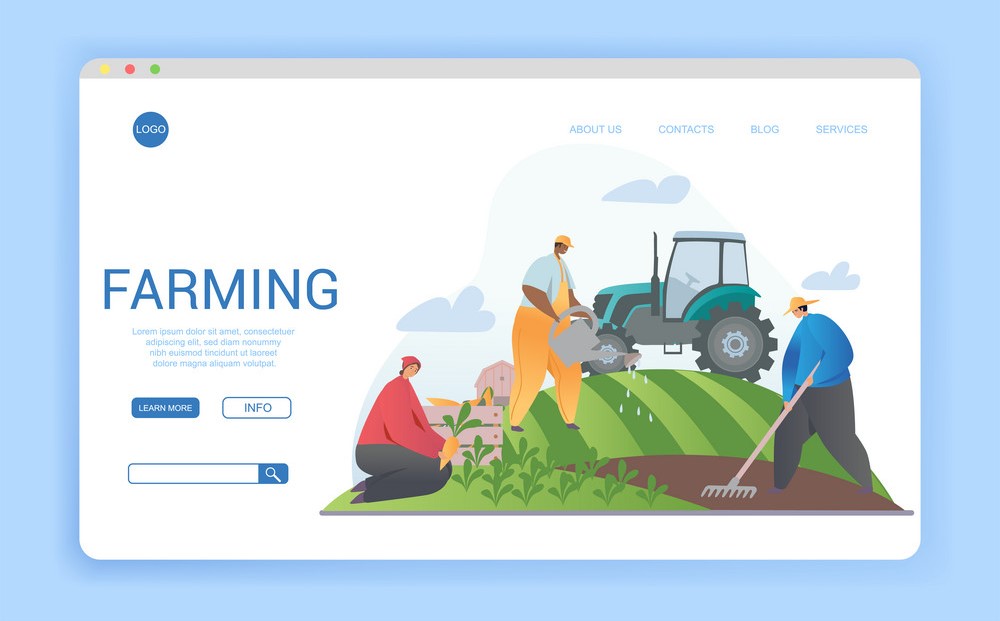 LOGO
ABOUT US
CONTACTS
BLOG
SERVICES
FARMING
Lorem ipsum dolor sit amet, consectetuer
adipiscing elit, sed diam nonummy
nibh euismod tincidunt ut laoreet
dolore magna aliquam volutpat.
LEARN MORE
INFO